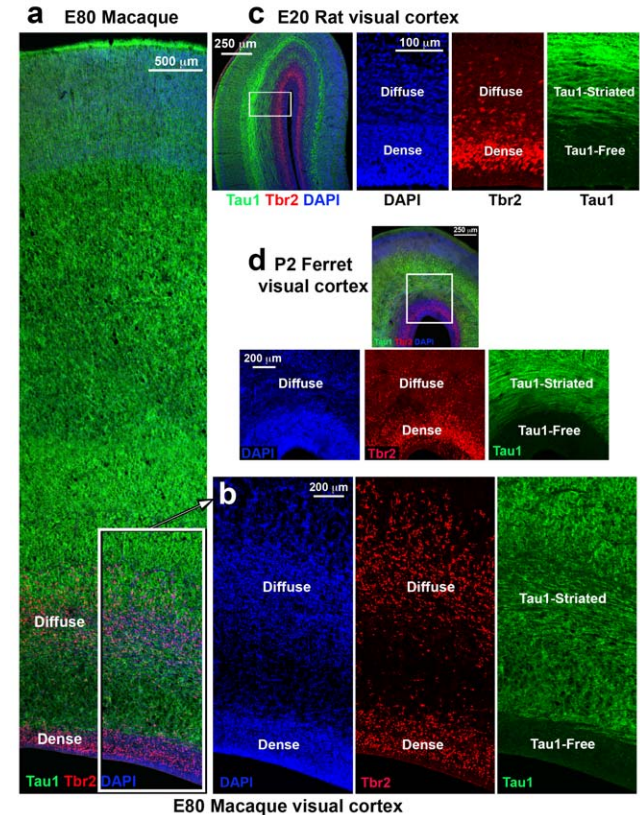 a
E80 Macaque
500 μm
Diffuse
Dense
Tau1 Tbr2 DAPI
c
E20 Rat visual cortex
250 μm
Tau1 Tbr2 DAPI
100 μm
Diffuse
Dense
DAPI
Diffuse
Dense
Tbr2
Tau1-Striated
Tau1-Free
Tau1
d
P2 Ferret
visual cortex
250 μm
Tau1 Tbr2 DAPI
200 μm
Diffuse
DAPI
Diffuse
Dense
Tbr2
Tau1-Striated
Tau1-Free
Tau1
b
200 μm
Diffuse
Dense
DAPI
Diffuse
Dense
Tbr2
Tau1-Striated
Tau1-Free
Tau1
E80 Macaque visual cortex